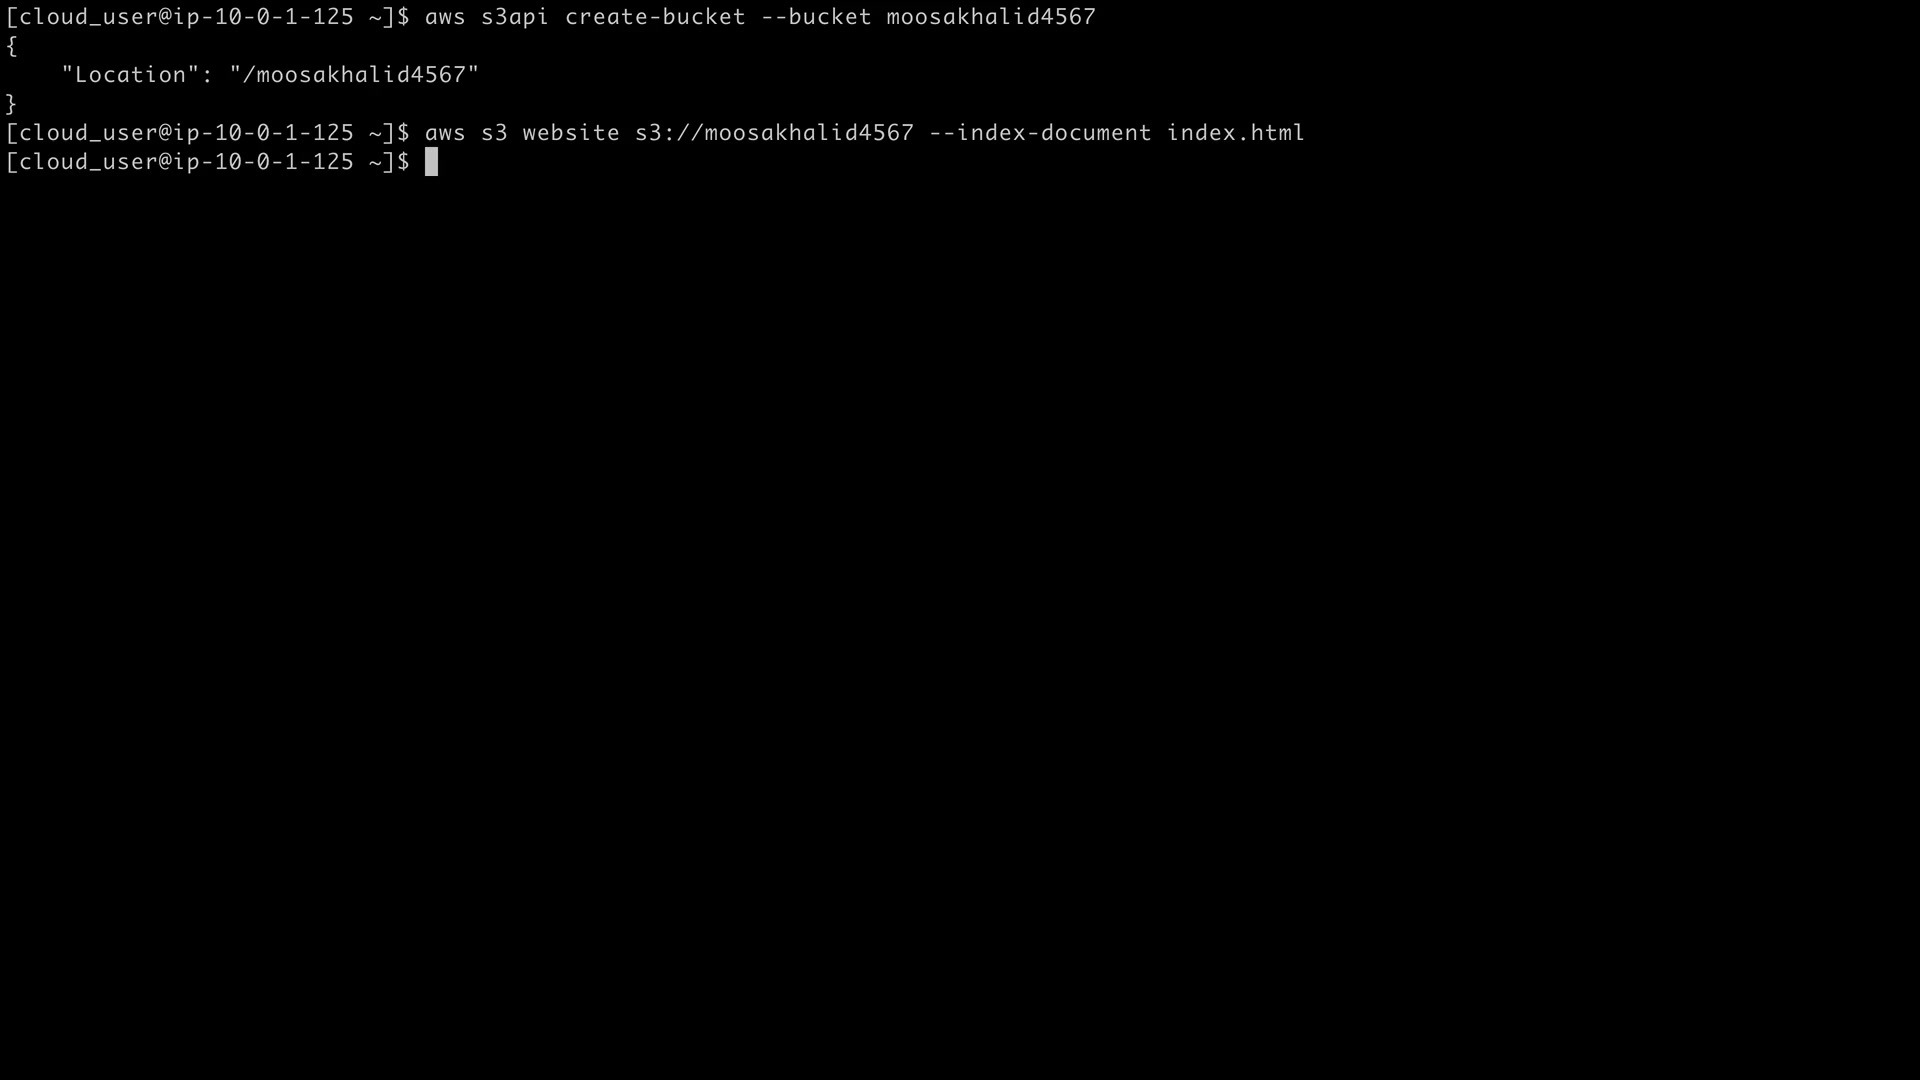 [cloud_user@ip-10-0-1-125 ~]$ aws s3api create-bucket --bucket moosakhalid4567
{
    "Location": "/moosakhalid4567"
}
[cloud_user@ip-10-0-1-125 ~]$ aws s3 website s3://moosakhalid4567 --index-document index.html
[cloud_user@ip-10-0-1-125 ~]$